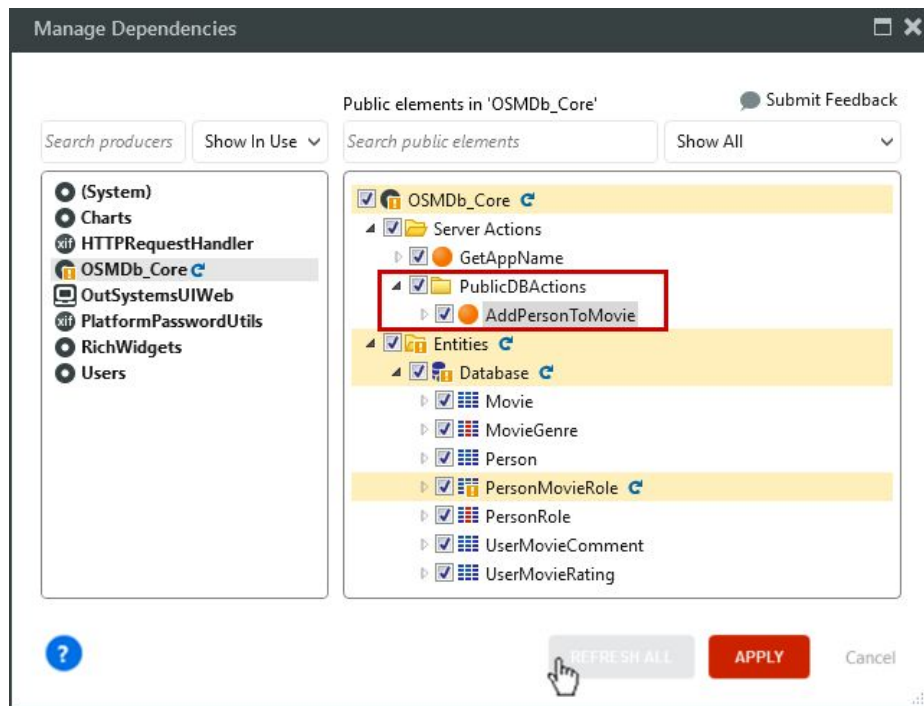 Manage Dependencies
Public elements in 'OSMDb_Core'
Submit Feedback
Search producers
Show In Use
Search public elements
Show All
(System)
Charts
HTTPRequestHandler
OSMDb_Core
OutSystemsUIWeb
PlatformPasswordUtils
RichWidgets
Users
OSMDb_Core
Server Actions
GetAppName
PublicDBActions
AddPersonToMovie
Entities
Database
Movie
MovieGenre
Person
PersonMovieRole
PersonRole
UserMovieComment
UserMovieRating
?
REFRESH ALL
APPLY
Cancel